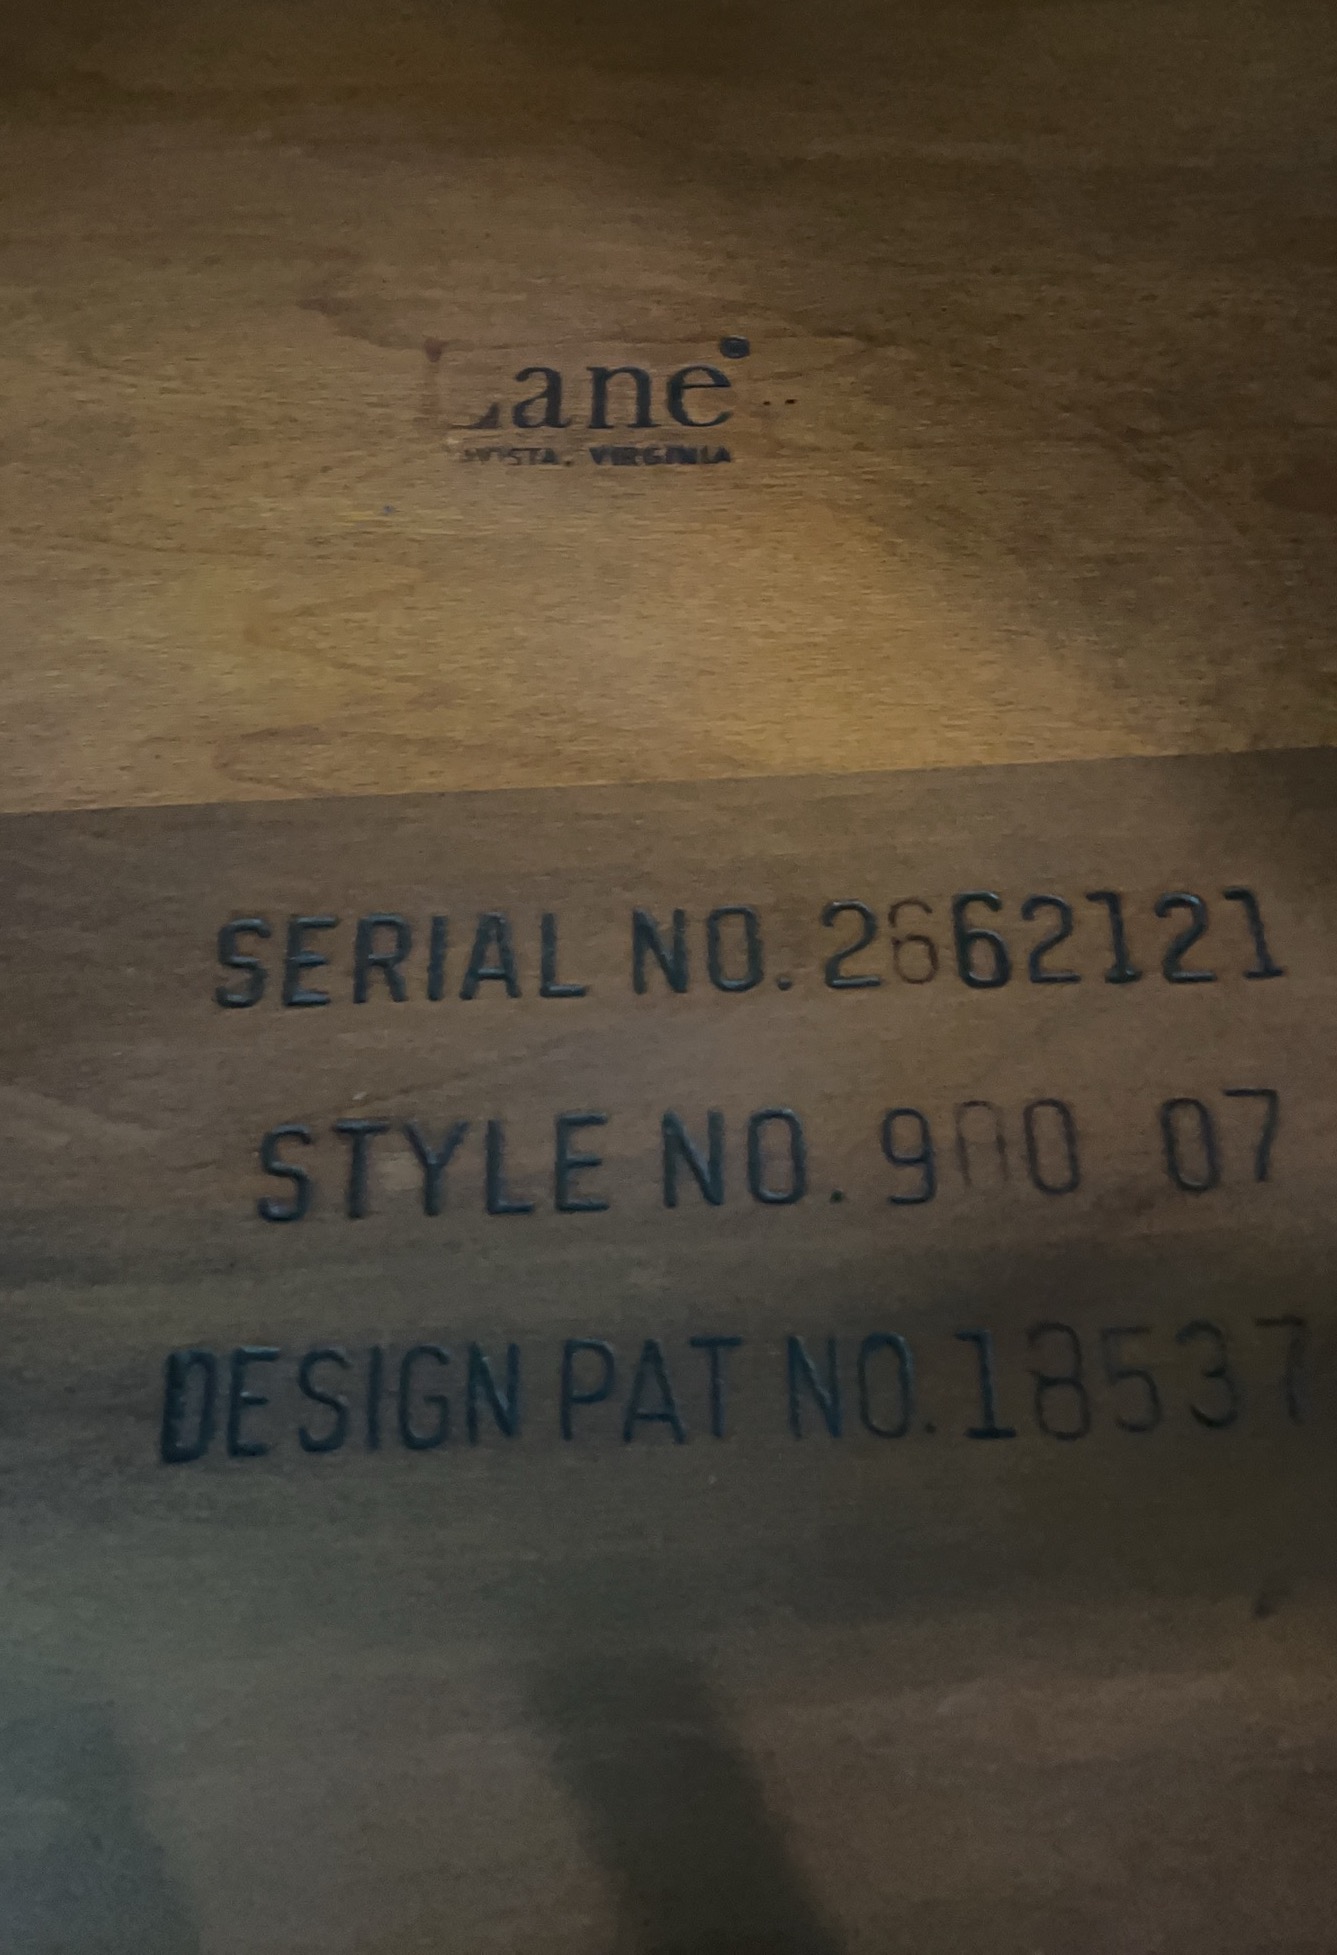 Lane®
VISTA, VIRGINIA
SERIAL NO. 2662121
STYLE NO. 900 07
DESIGN PAT NO. 18537